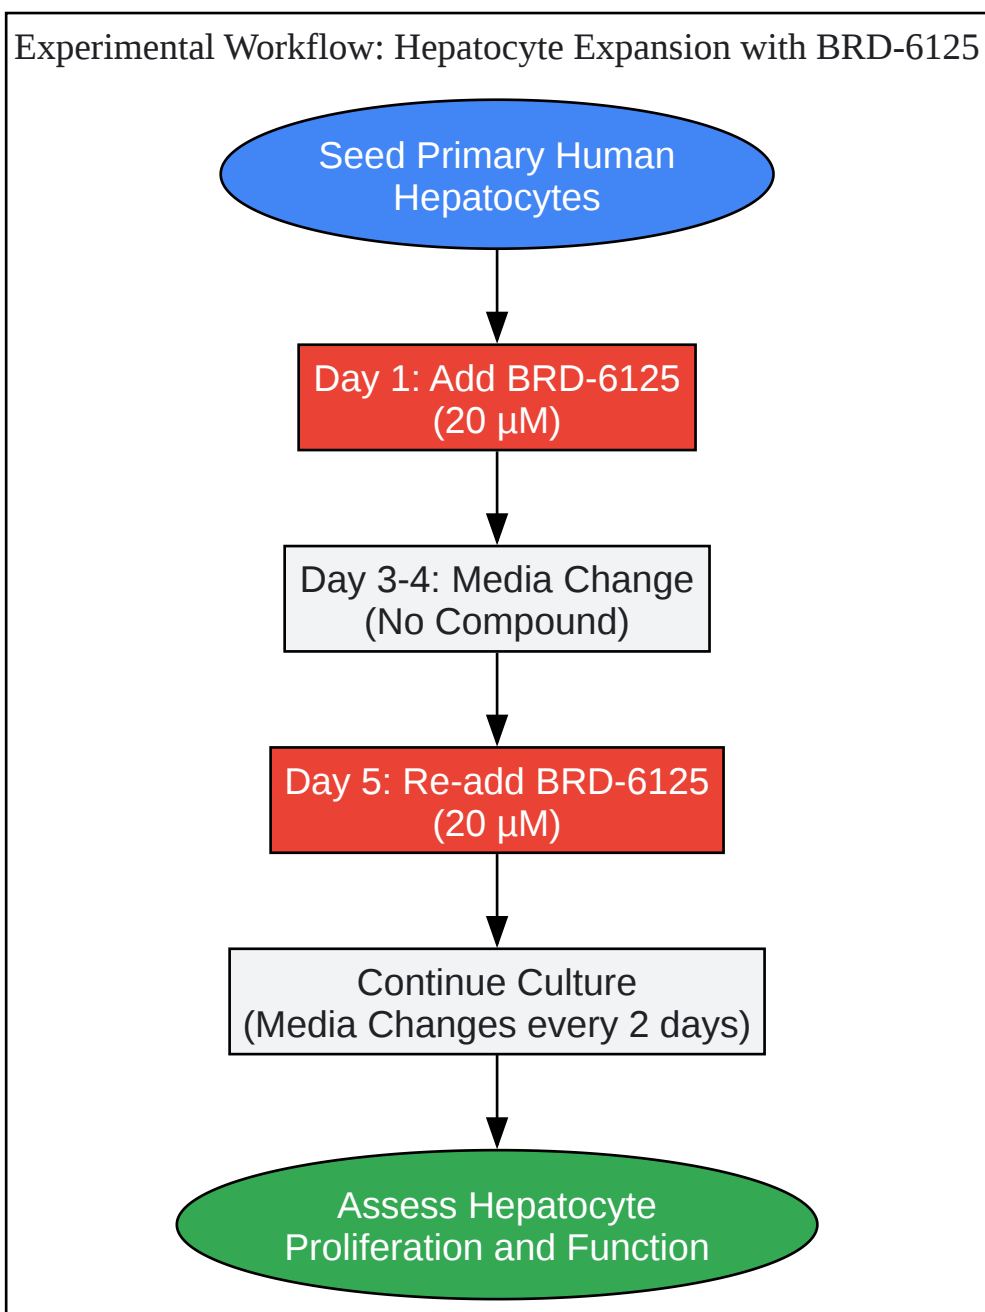 Experimental Workflow: Hepatocyte Expansion with BRD-6125
Seed Primary Human
Hepatocytes
Day 1: Add BRD-6125
(20 µM)
Day 3-4: Media Change
(No Compound)
Day 5: Re-add BRD-6125
(20 µM)
Continue Culture
(Media Changes every 2 days)
Assess Hepatocyte
Proliferation and Function